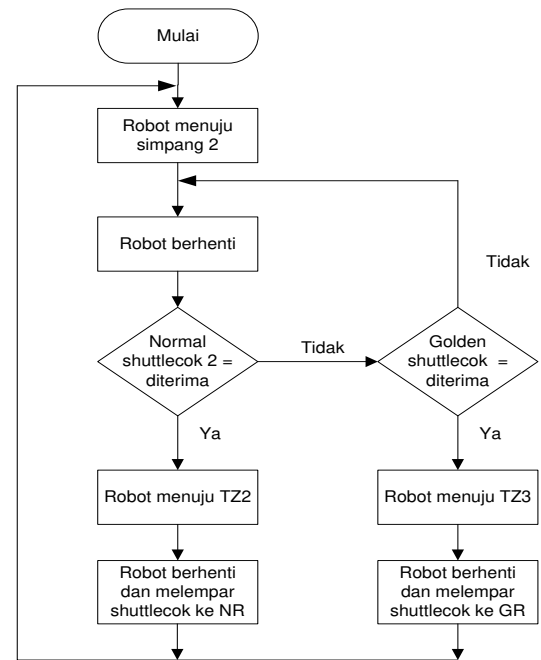 Mulai
Robot menuju
simpang 2
Robot berhenti
Tidak
Normal
shuttlecok 2 =
diterima
Tidak
Golden
shuttlecok =
diterima
Ya
Ya
Robot menuju TZ2
Robot menuju TZ3
Robot berhenti
dan melempar
shuttlecok ke NR
Robot berhenti
dan melempar
shuttlecok ke GR